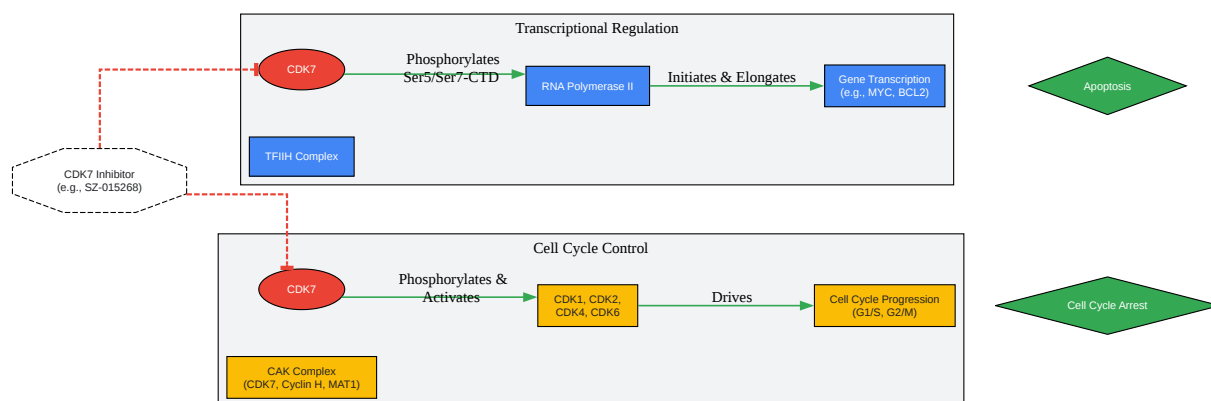 Transcriptional Regulation
CDK7
Phosphorylates
Ser5/Ser7-CTD
RNA Polymerase II
Initiates & Elongates
Gene Transcription
(e.g., MYC, BCL2)
Apoptosis
TFIIH Complex
CDK7 Inhibitor
(e.g., SZ-015268)
Cell Cycle Control
CDK7
Phosphorylates &
Activates
CDK1, CDK2,
CDK4, CDK6
Drives
Cell Cycle Progression
(G1/S, G2/M)
Cell Cycle Arrest
CAK Complex
(CDK7, Cyclin H, MAT1)